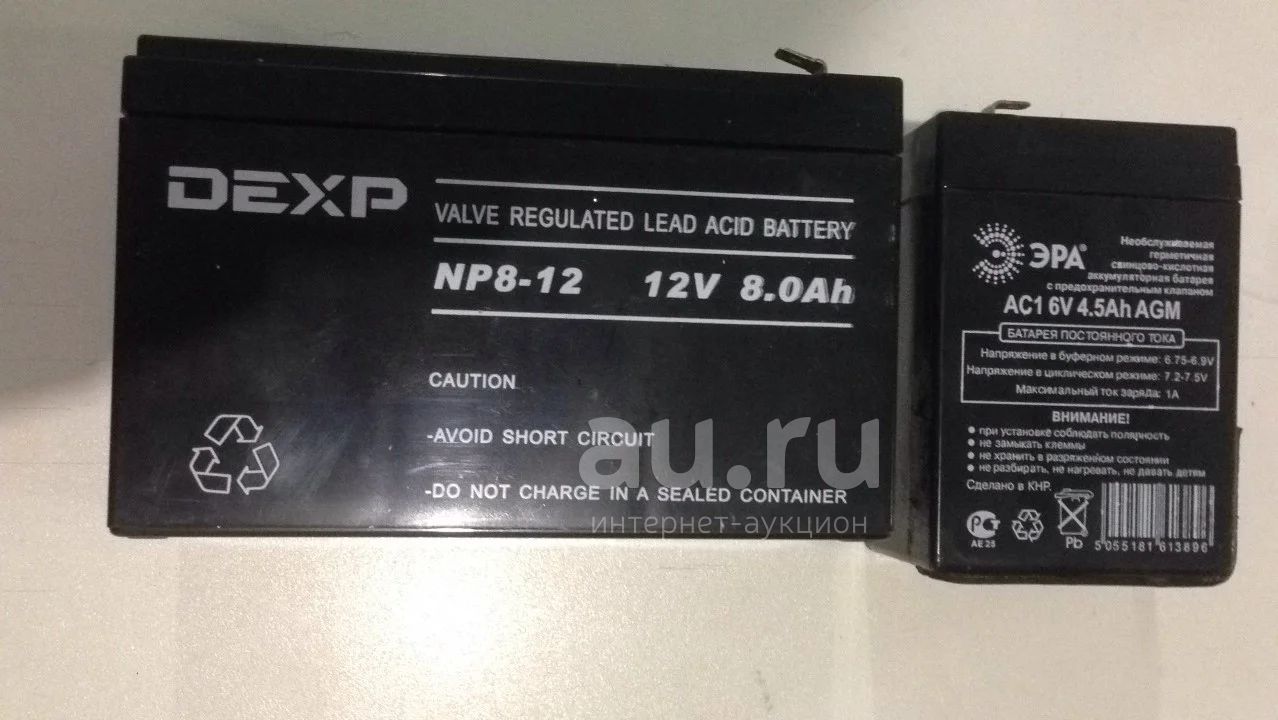 DEXP
VALVE REGULATED LEAD ACID BATTERY
NP8-12 12V 8.0Ah
CAUTION
-AVOID SHORT CIRCUIT
-DO NOT CHARGE IN A SEALED CONTAINER
ЭРА
Необслуживаемая
герметичная
свинцово-кислотная
аккумуляторная батарея
с предохранительным клапаном
AC1 6V 4.5Ah AGM
БАТАРЕЯ ПОСТОЯННОГО ТОКА
Напряжение в буферном режиме: 6.75-6.9V
Напряжение в циклическом режиме: 7.2-7.5V
Максимальный ток заряда: 1А
ВНИМАНИЕ!
● при установке соблюдать полярность
● не замыкать клеммы
● не хранить в разряженном состоянии
● не разбирать, не нагревать, не давать детям
Сделано в КНР.
РСТ
АЕ 25
Pb
5 055181 613896
au.ru
интернет-аукцион